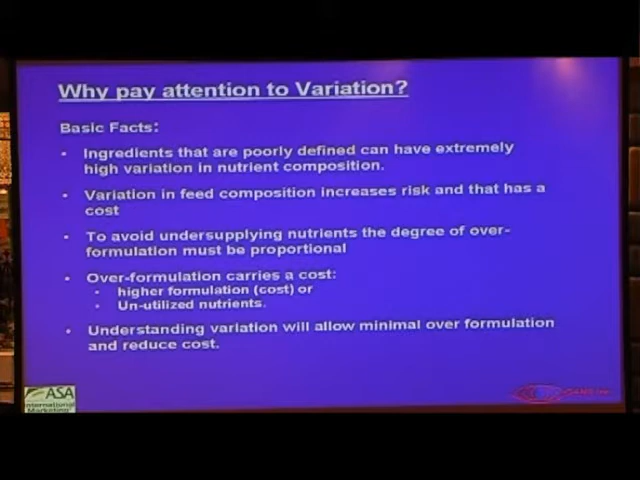 Why pay attention to Variation?
Basic Facts:
• Ingredients that are poorly defined can have extremely
high variation in nutrient composition.
• Variation in feed composition increases risk and that has a
cost
• To avoid undersupplying nutrients the degree of over-
formulation must be proportional
• Over-formulation carries a cost:
• higher formulation (cost) or
• Un-utilized nutrients.
• Understanding variation will allow minimal over formulation
and reduce cost.
ASA
International
Marketing